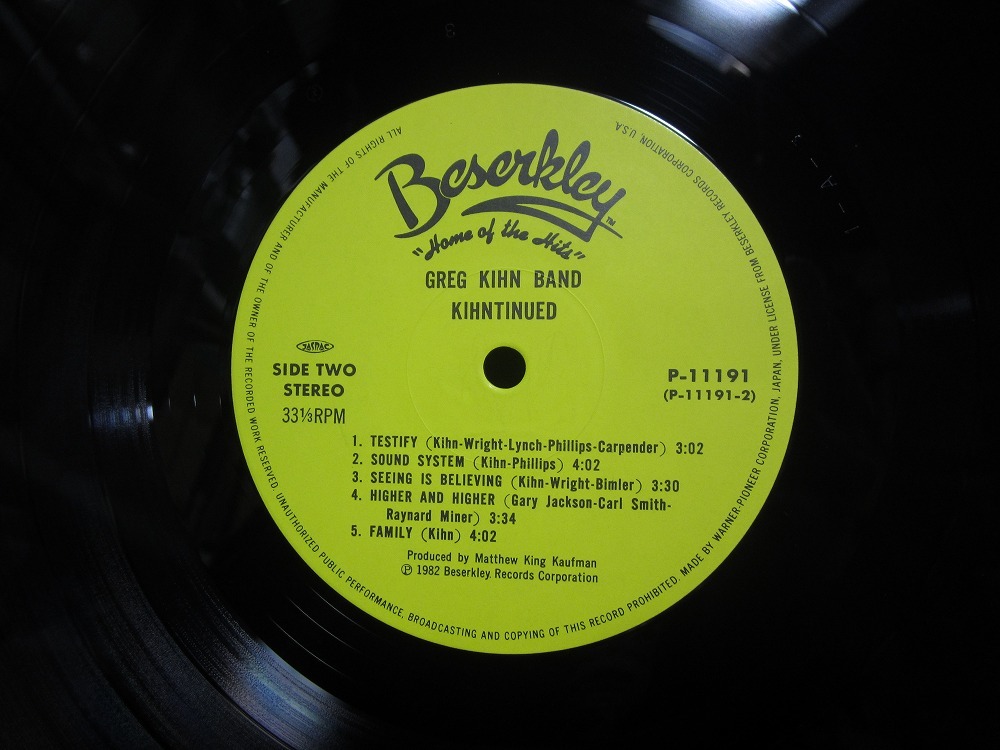 Beserkley™
"Home of the Hits"
GREG KIHN BAND
KIHNTINUED
JASRAC
SIDE TWO
STEREO
33⅓RPM
P-11191
(P-11191-2)
1. TESTIFY (Kihn-Wright-Lynch-Phillips-Carpender) 3:02
2. SOUND SYSTEM (Kihn-Phillips) 4:02
3. SEEING IS BELIEVING (Kihn-Wright-Bimler) 3:30
4. HIGHER AND HIGHER (Gary Jackson-Carl Smith-
Raynard Miner) 3:34
5. FAMILY (Kihn) 4:02
Produced by Matthew King Kaufman
℗ 1982 Beserkley Records Corporation
ALL RIGHTS OF THE MANUFACTURER AND OF THE OWNER OF THE RECORDED WORK RESERVED. UNAUTHORIZED PUBLIC PERFORMANCE, BROADCASTING AND COPYING OF THIS RECORD PROHIBITED. MADE BY WARNER-PIONEER CORPORATION, JAPAN, UNDER LICENSE FROM BESERKLEY RECORDS CORPORATION, U.S.A.